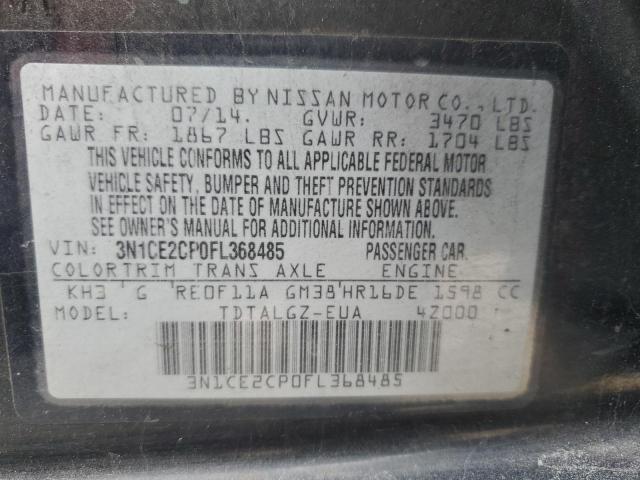 MANUFACTURED BY NISSAN MOTOR CO., LTD.
DATE: 07/14. GVWR: 3470 LBS
GAWR FR: 1867 LBS GAWR RR: 1704 LBS
THIS VEHICLE CONFORMS TO ALL APPLICABLE FEDERAL MOTOR
VEHICLE SAFETY, BUMPER AND THEFT PREVENTION STANDARDS
IN EFFECT ON THE DATE OF MANUFACTURE SHOWN ABOVE.
SEE OWNER'S MANUAL FOR ADDITIONAL INFORMATION.
VIN: 3N1CE2CP0FL368485 PASSENGER CAR.
COLOR TRIM TRANS AXLE ENGINE
KH3 ' G 'RE0F11A GM38'HR16DE 1598 CC
MODEL: TDTALGZ-EUA 4Z000
3N1CE2CP0FL368485